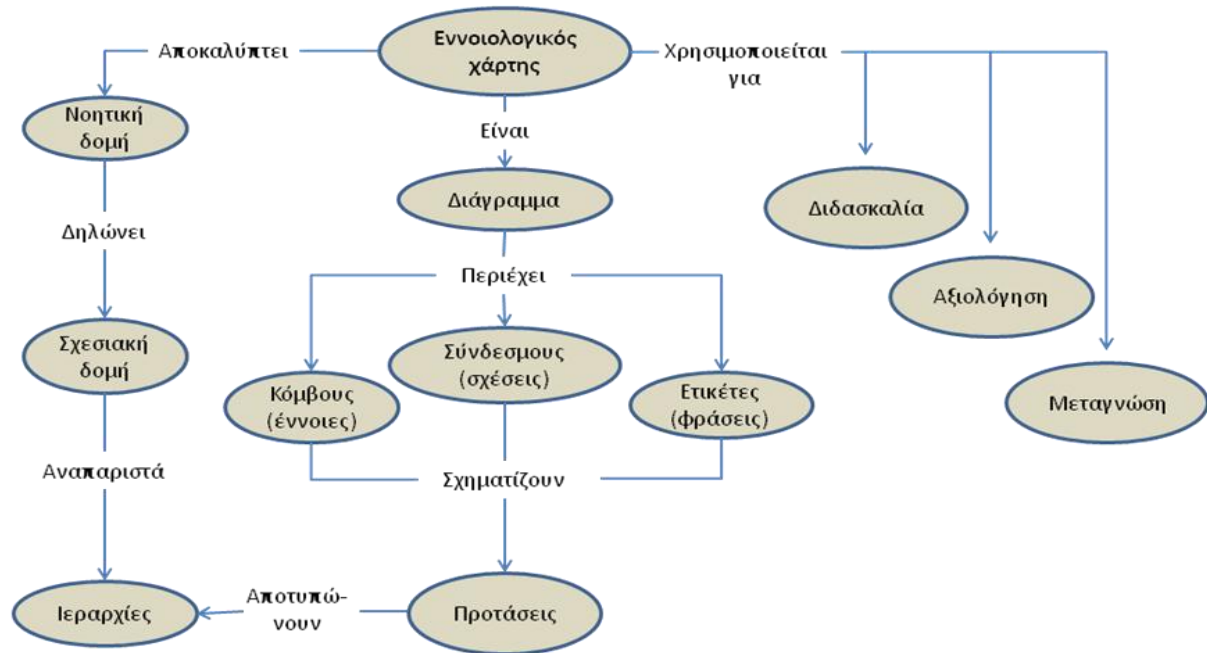 Αποκαλύπτει
Εννοιολογικός
χάρτης
Χρησιμοποιείται
για
Νοητική
δομή
Είναι
Διάγραμμα
Διδασκαλία
Δηλώνει
Περιέχει
Αξιολόγηση
Σχεσιακή
δομή
Σύνδεσμους
(σχέσεις)
Κόμβους
(έννοιες)
Ετικέτες
(φράσεις)
Μεταγνώση
Αναπαριστά
Σχηματίζουν
Ιεραρχίες
Αποτυπώ-
νουν
Προτάσεις